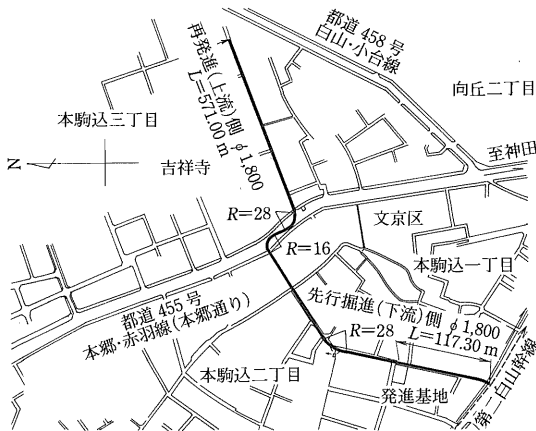 都道 458 号
白山・小台線
向丘二丁目
再発進(上流)側 φ1,800
L=571.00 m
本駒込三丁目
至神田
N
吉祥寺
R=28
文京区
R=16
本駒込一丁目
都道 455 号
本郷・赤羽線(本郷通り)
先行掘進(下流)側 φ1,800
L=117.30 m
R=28
本駒込二丁目
発進基地
第二白山幹線